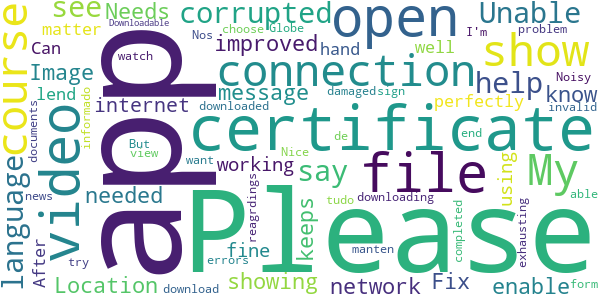 see
Needs
Downloadable
corrupted
open
Unable
matter
Nos
choose
Globe
I'm
problem
course
Can
watch
improved
hand
well
show
Image
connection
Noisy
lend
message
help
know
app
internet
downloaded
damaged
sign
perfectly
invalid
documents
informado
But
view
want
de
certificate
end
language
video
needed
working
Nice
say
file
using
My
able
reagrdings
keeps
tudo
downloading
completed
exhausting
news
After
fine
Please
manten
try
errors
Location
download
showing
network
Fix
enable
form